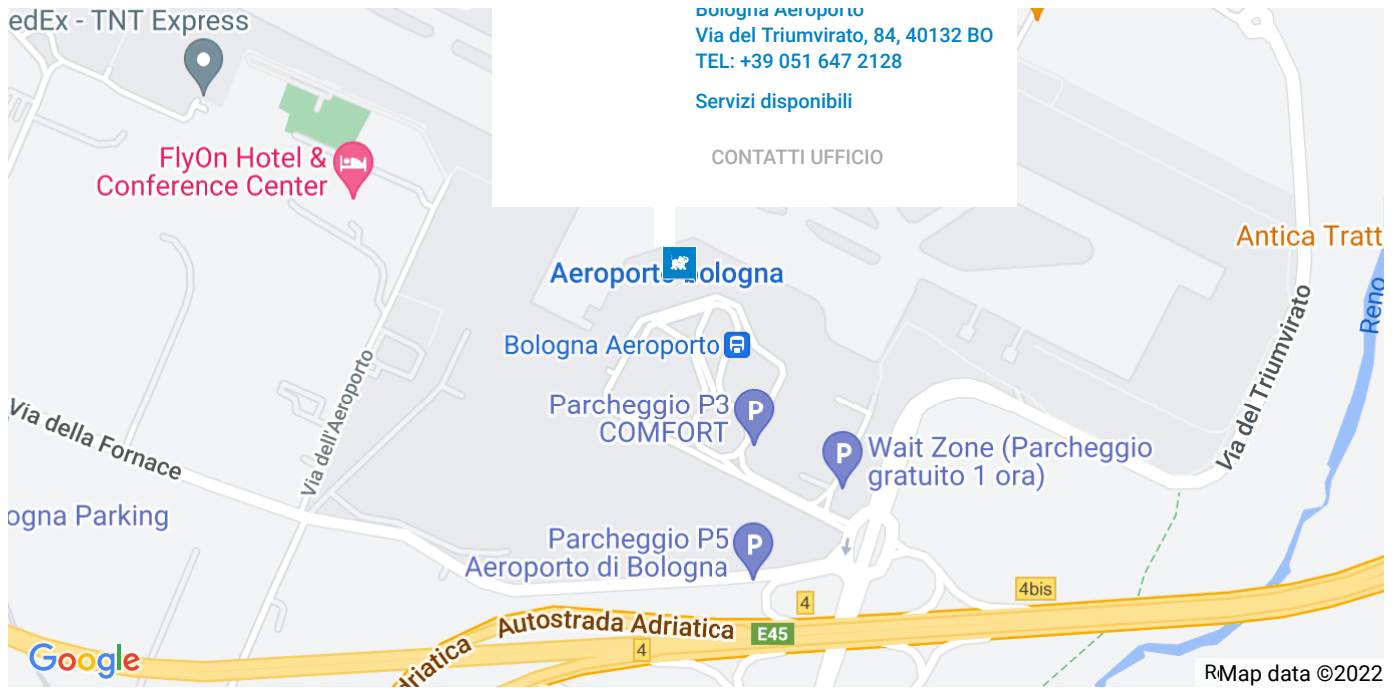 edEx - TNT Express
Bologna Aeroporto
Via del Triumvirato, 84, 40132 BO
TEL: +39 051 647 2128
Servizi disponibili
CONTATTI UFFICIO
FlyOn Hotel &
Conference Center
Antica Tratt
Aeroporto bologna
Reno
Bologna Aeroporto
Via del Triumvirato
Via dell'Aeroporto
Parcheggio P3
COMFORT
Via della Fornace
Wait Zone (Parcheggio
gratuito 1 ora)
ogna Parking
Parcheggio P5
Aeroporto di Bologna
4bis
4
Autostrada Adriatica
E45
4
driatica
Google
Map data ©2022